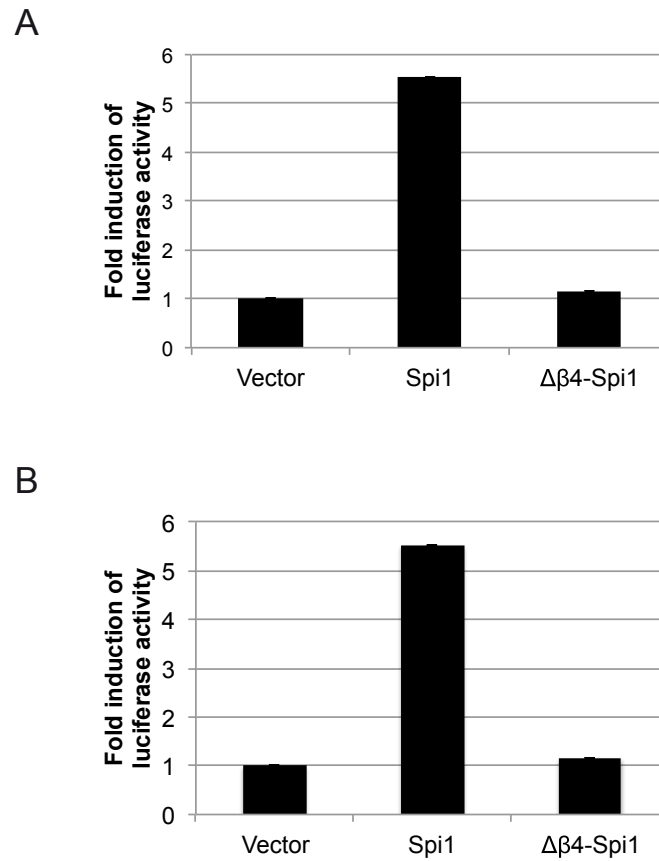 A
Fold induction of
luciferase activity
6
5
4
3
2
1
0
Vector
Spi1
Δβ4-Spi1
B
Fold induction of
luciferase activity
6
5
4
3
2
1
0
Vector
Spi1
Δβ4-Spi1